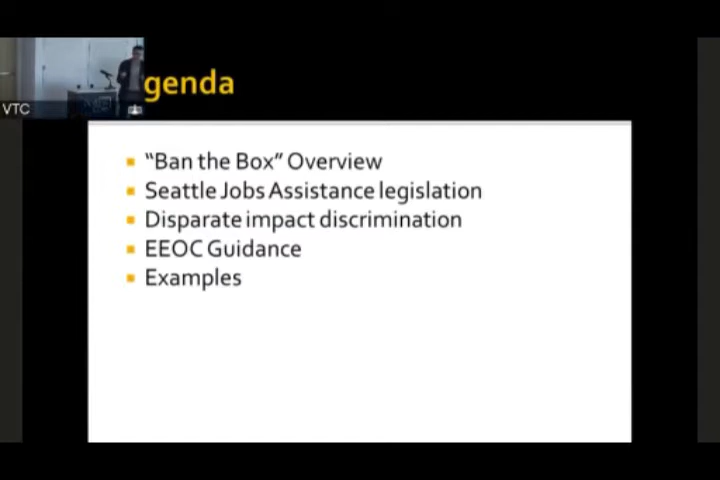 genda
VTC
“Ban the Box” Overview
Seattle Jobs Assistance legislation
Disparate impact discrimination
EEOC Guidance
Examples